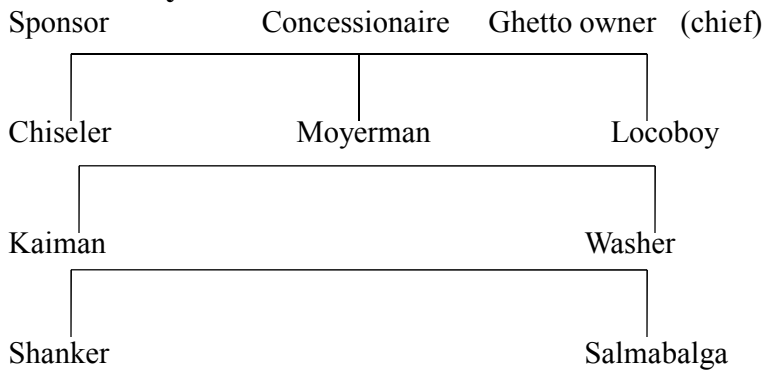 Sponsor Concessionaire Ghetto owner (chief)
Chiseler Moyerman Locoboy
Kaiman Washer
Shanker Salmabalga